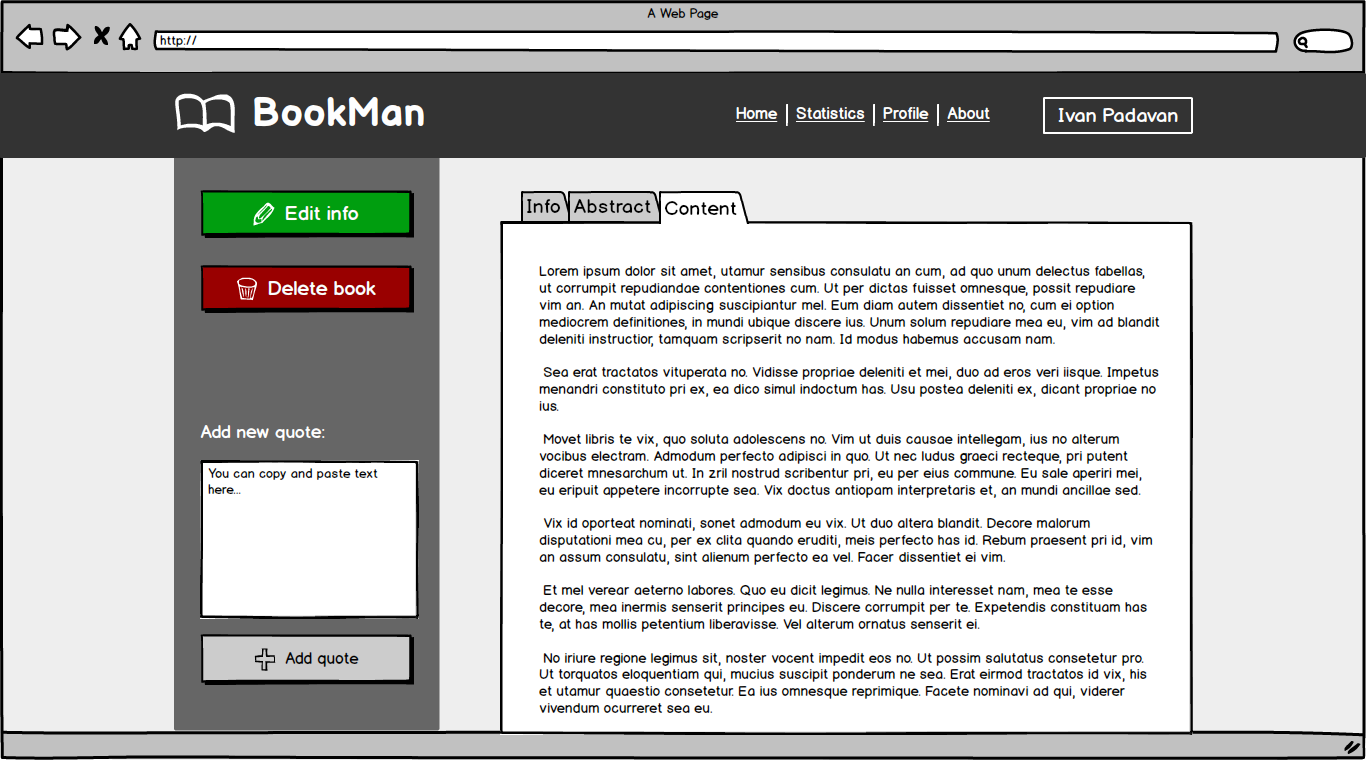 A Web Page
http://
BookMan
Home
Statistics
Profile
About
Ivan Padavan
Edit info
Delete book
Add new quote:
You can copy and paste text
here...
Add quote
Info
Abstract
Content
Lorem ipsum dolor sit amet, utamur sensibus consulatu an cum, ad quo unum delectus fabellas,
ut corrumpit repudiandae contentiones cum. Ut per dictas fuisset omnesque, possit repudiare
vim an. An mutat adipiscing suscipiantur mel. Eum diam autem dissentiet no, cum ei option
mediocrem definitiones, in mundi ubique discere ius. Unum solum repudiare mea eu, vim ad blandit
deleniti instructior, tamquam scripserit no nam. Id modus habemus accusam nam.
Sea erat tractatos vituperata no. Vidisse propriae deleniti et mei, duo ad eros veri iisque. Impetus
menandri constituto pri ex, ea dico simul indoctum has. Usu postea deleniti ex, dicant propriae no
ius.
Movet libris te vix, quo soluta adolescens no. Vim ut duis causae intellegam, ius no alterum
vocibus electram. Admodum perfecto adipisci in quo. Ut nec ludus graeci recteque, pri putent
diceret mnesarchum ut. In zril nostrud scribentur pri, eu per eius commune. Eu sale aperiri mei,
eu eripuit appetere incorrupte sea. Vix doctus antiopam interpretaris et, an mundi ancillae sed.
Vix id oporteat nominati, sonet admodum eu vix. Ut duo altera blandit. Decore malorum
disputationi mea cu, per ex clita quando eruditi, meis perfecto has id. Rebum praesent pri id, vim
an assum consulatu, sint alienum perfecto ea vel. Facer dissentiet ei vim.
Et mel verear aeterno labores. Quo eu dicit legimus. Ne nulla interesset nam, mea te esse
decore, mea inermis senserit principes eu. Discere corrumpit per te. Expetendis constituam has
te, at has mollis petentium liberavisse. Vel alterum ornatus senserit ei.
No iriure regione legimus sit, noster vocent impedit eos no. Ut possim salutatus consetetur pro.
Ut torquatos eloquentiam qui, mucius suscipit ponderum ne sea. Erat eirmod tractatos id vix, his
et utamur quaestio consetetur. Ea ius omnesque reprimique. Facete nominavi ad qui, viderer
vivendum ocurreret sea eu.